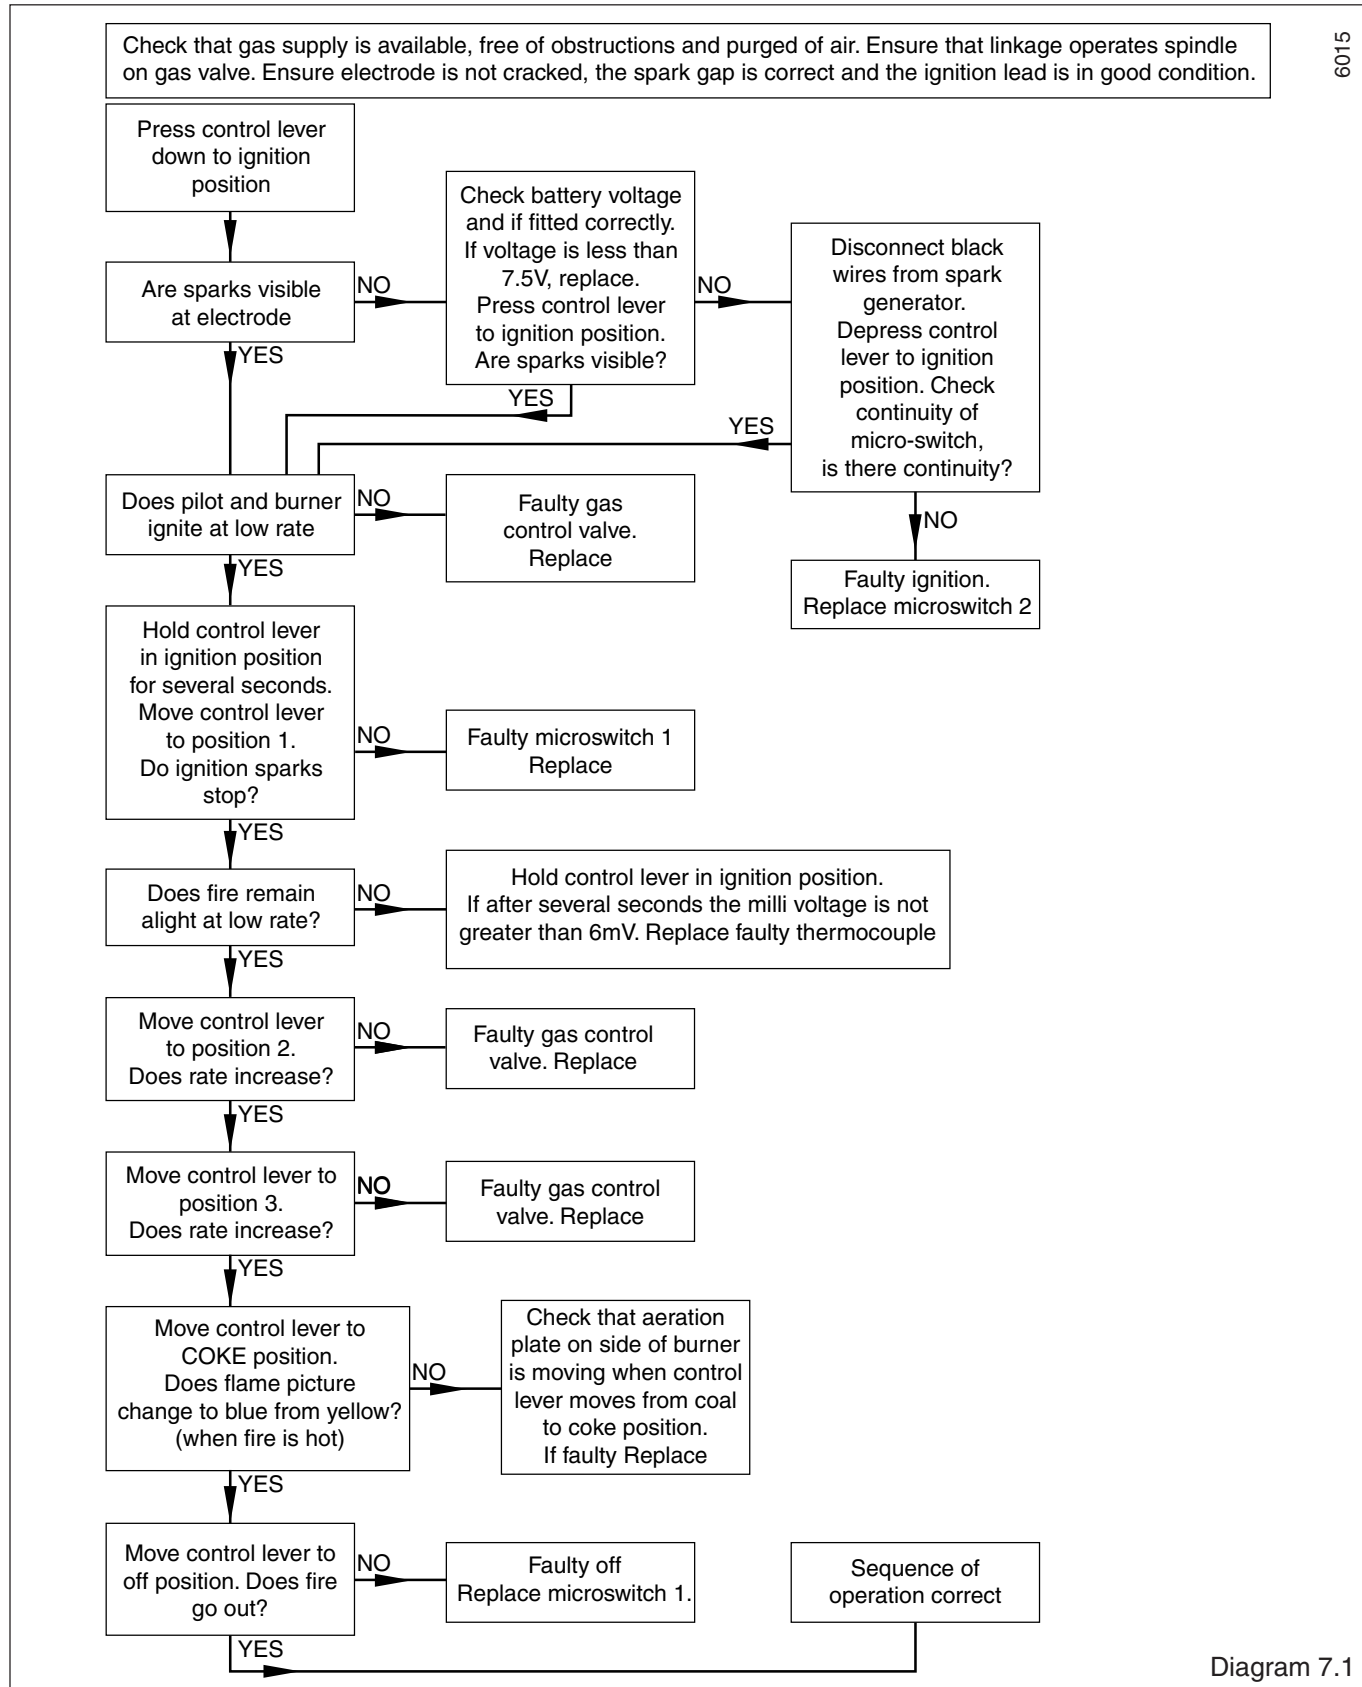 Check that gas supply is available, free of obstructions and purged of air. Ensure that linkage operates spindle
on gas valve. Ensure electrode is not cracked, the spark gap is correct and the ignition lead is in good condition.
6015
Press control lever
down to ignition
position
Are sparks visible
at electrode
NO
Check battery voltage
and if fitted correctly.
If voltage is less than
7.5V, replace.
Press control lever
to ignition position.
Are sparks visible?
NO
Disconnect black
wires from spark
generator.
Depress control
lever to ignition
position. Check
continuity of
micro-switch,
is there continuity?
YES
YES
YES
NO
Faulty ignition.
Replace microswitch 2
Does pilot and burner
ignite at low rate
NO
Faulty gas
control valve.
Replace
YES
Hold control lever
in ignition position
for several seconds.
Move control lever
to position 1.
Do ignition sparks
stop?
NO
Faulty microswitch 1
Replace
YES
Does fire remain
alight at low rate?
NO
Hold control lever in ignition position.
If after several seconds the milli voltage is not
greater than 6mV. Replace faulty thermocouple
YES
Move control lever
to position 2.
Does rate increase?
NO
Faulty gas control
valve. Replace
YES
Move control lever to
position 3.
Does rate increase?
NO
Faulty gas control
valve. Replace
YES
Move control lever to
COKE position.
Does flame picture
change to blue from yellow?
(when fire is hot)
NO
Check that aeration
plate on side of burner
is moving when control
lever moves from coal
to coke position.
If faulty Replace
YES
Move control lever to
off position. Does fire
go out?
NO
Faulty off
Replace microswitch 1.
YES
Sequence of
operation correct
Diagram 7.1